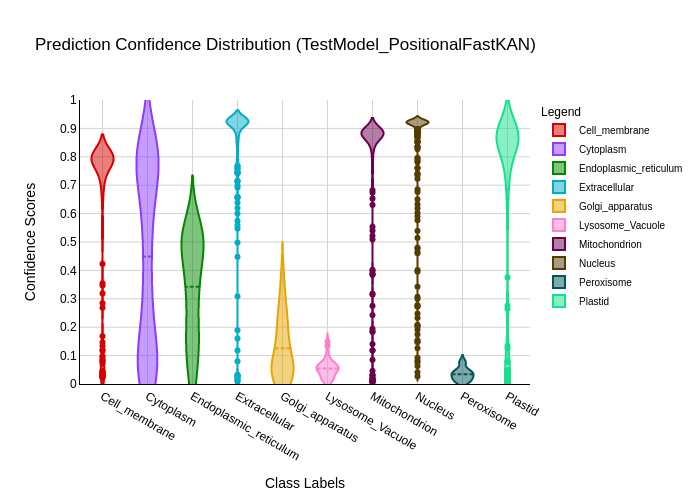 Prediction Confidence Distribution (TestModel_PositionalFastKAN)
Legend
Cell_membrane
Cytoplasm
Endoplasmic_reticulum
Extracellular
Golgi_apparatus
Lysosome_Vacuole
Mitochondrion
Nucleus
Peroxisome
Plastid
Confidence Scores
1
0.9
0.8
0.7
0.6
0.5
0.4
0.3
0.2
0.1
0
Cell_membrane
Cytoplasm
Endoplasmic_reticulum
Extracellular
Golgi_apparatus
Lysosome_Vacuole
Mitochondrion
Nucleus
Peroxisome
Plastid
Class Labels